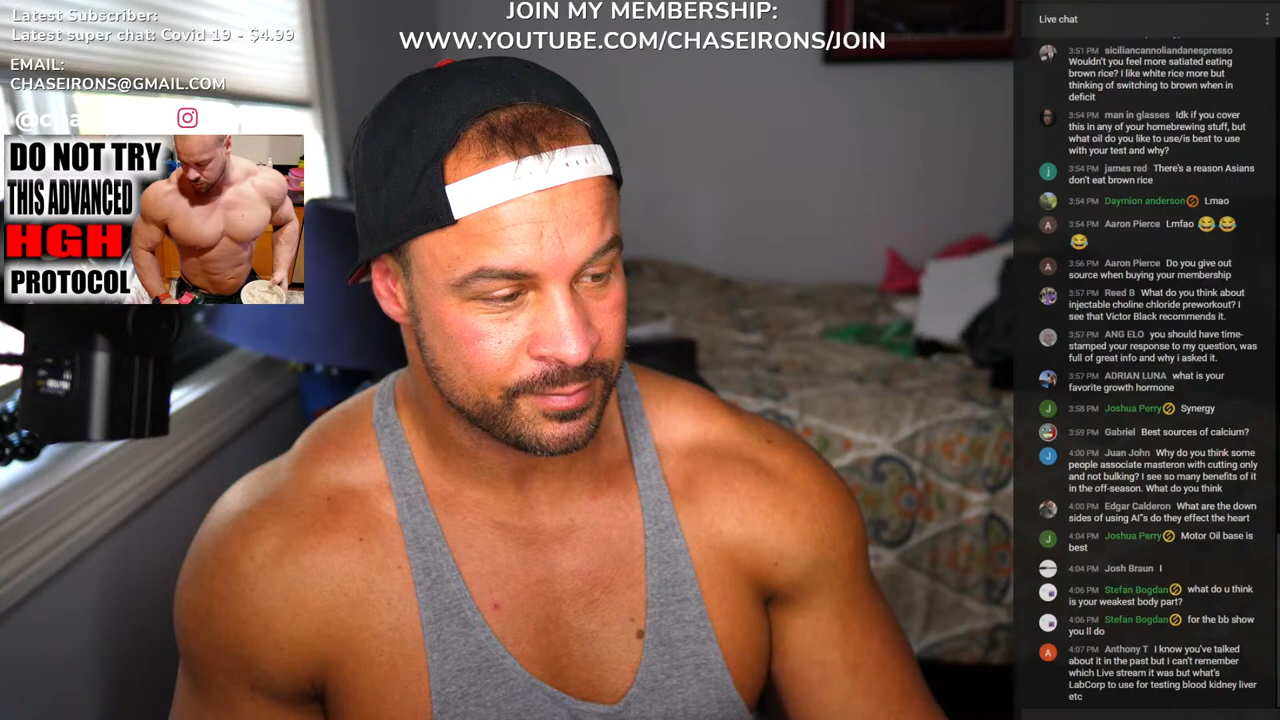 Latest Subscriber:
Latest super chat: Covid 19 - $4.99
EMAIL:
CHASEIRONS@GMAIL.COM
DO NOT TRY
THIS ADVANCED
HGH
PROTOCOL
JOIN MY MEMBERSHIP:
WWW.YOUTUBE.COM/CHASEIRONS/JOIN
Live chat
3:51 PM siciliancannoliandanespresso
Wouldn't you feel more satiated eating
brown rice? I like white rice more but
thinking of switching to brown when in
deficit
3:54 PM man in glasses Idk if you cover
this in any of your homebrewing stuff, but
what oil do you like to use/is best to use
with your test and why?
3:54 PM james red There's a reason Asians
don't eat brown rice
3:54 PM Daymion anderson Lmao
3:54 PM Aaron Pierce Lmfao 😂 😂
😂
3:56 PM Aaron Pierce Do you give out
source when buying your membership
3:57 PM Reed B What do you think about
injectable choline chloride preworkout? I
see that Victor Black recommends it.
3:57 PM ANG ELO you should have time-
stamped your response to my question, was
full of great info and why i asked it.
3:57 PM ADRIAN LUNA what is your
favorite growth hormone
3:58 PM Joshua Perry Synergy
3:59 PM Gabriel Best sources of calcium?
4:00 PM Juan John Why do you think some
people associate masteron with cutting only
and not bulking? I see so many benefits of it
in the off-season. What do you think
4:00 PM Edgar Calderon What are the down
sides of using AI"s do they effect the heart
4:04 PM Joshua Perry Motor Oil base is
best
4:04 PM Josh Braun I
4:06 PM Stefan Bogdan what do u think
is your weakest body part?
4:06 PM Stefan Bogdan for the bb show
you ll do
4:07 PM Anthony T I know you've talked
about it in the past but I can't remember
which Live stream it was but what's
LabCorp to use for testing blood kidney liver
etc